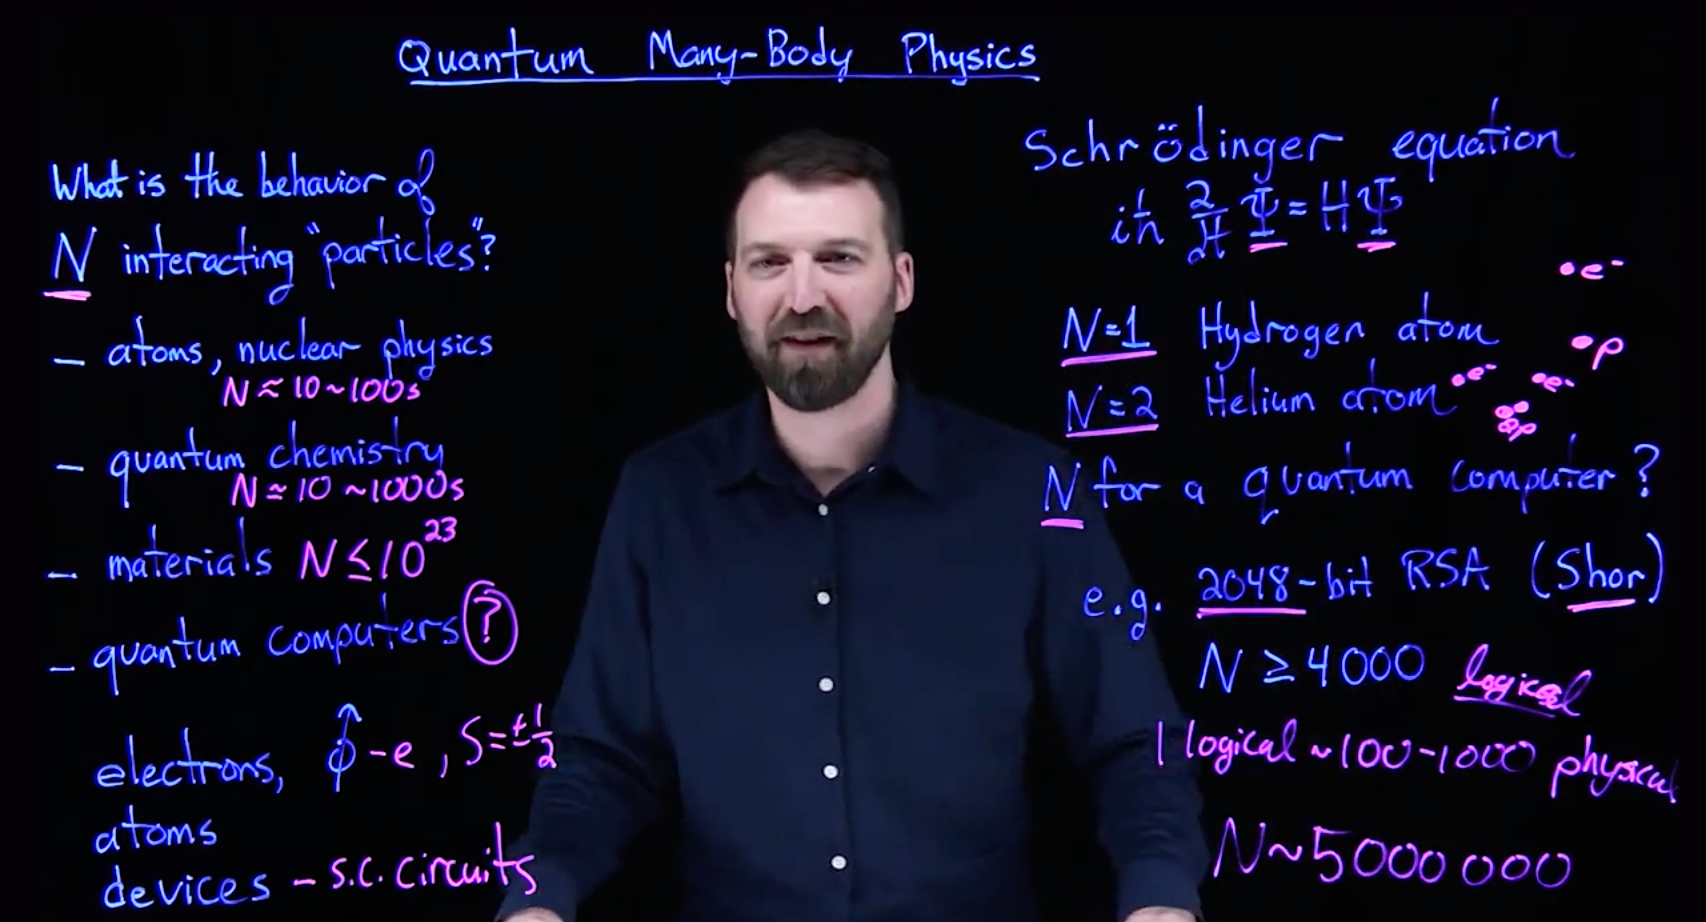 Quantum Many-Body Physics
What is the behavior of
N interacting "particles"?
- atoms, nuclear physics
N ≈ 10 ~ 100s
- quantum chemistry
N ≃ 10 ~1000s
- materials N ≤ 10²³
- quantum computers ?
electrons, ϕ -e, S=±1/2
atoms
devices - s.c. circuits
Schrödinger equation
iħ ∂/∂t Ψ = HΨ
e⁻
N=1 Hydrogen atom
p
N=2 Helium atom e⁻ e⁻
p
N for a quantum computer?
e.g. 2048-bit RSA (Shor)
N ≥ 4000 logical
1 logical ~100-1000 physical
N~5000 000